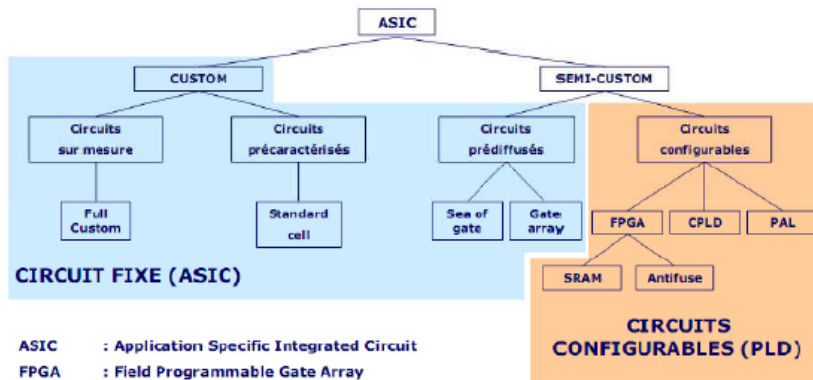 ASIC
CUSTOM
SEMI-CUSTOM
Circuits
sur mesure
Circuits
précaractérisés
Circuits
prédiffusés
Circuits
configurables
Full
Custom
Standard
cell
Sea of
gate
Gate
array
FPGA
CPLD
PAL
SRAM
Antifuse
CIRCUIT FIXE (ASIC)
CIRCUITS
CONFIGURABLES (PLD)
ASIC : Application Specific Integrated Circuit
FPGA : Field Programmable Gate Array